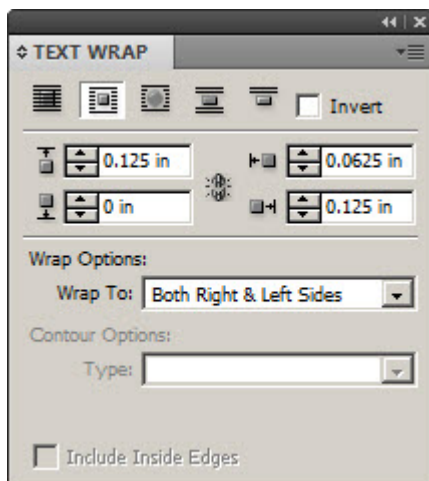 TEXT WRAP
Invert
0.125 in 0.0625 in
0 in 0.125 in
Wrap Options:
Wrap To: Both Right & Left Sides
Contour Options:
Type:
Include Inside Edges